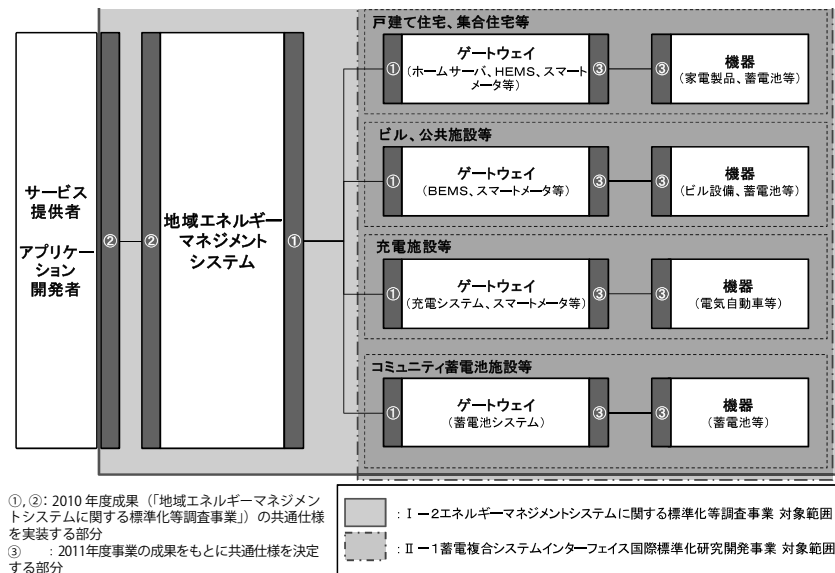 サービス
提供者
アプリケー
ション
開発者
②
②
地域エネルギー
マネジメント
システム
①
戸建て住宅、集合住宅等
①
ゲートウェイ
(ホームサーバ、HEMS、スマート
メータ等)
③
③
機器
(家電製品、蓄電池等)
ビル、公共施設等
①
ゲートウェイ
(BEMS、スマートメータ等)
③
③
機器
(ビル設備、蓄電池等)
充電施設等
①
ゲートウェイ
(充電システム、スマートメータ等)
③
③
機器
(電気自動車等)
コミュニティ蓄電池施設等
①
ゲートウェイ
(蓄電池システム)
③
③
機器
(蓄電池等)
①, ②: 2010 年度成果(「地域エネルギーマネジメン
トシステムに関する標準化等調査事業」)の共通仕様
を実装する部分
③ : 2011年度事業の成果をもとに共通仕様を決定
する部分
: Ⅰ－2エネルギーマネジメントシステムに関する標準化等調査事業 対象範囲
: Ⅱ－1蓄電複合システムインターフェイス国際標準化研究開発事業 対象範囲